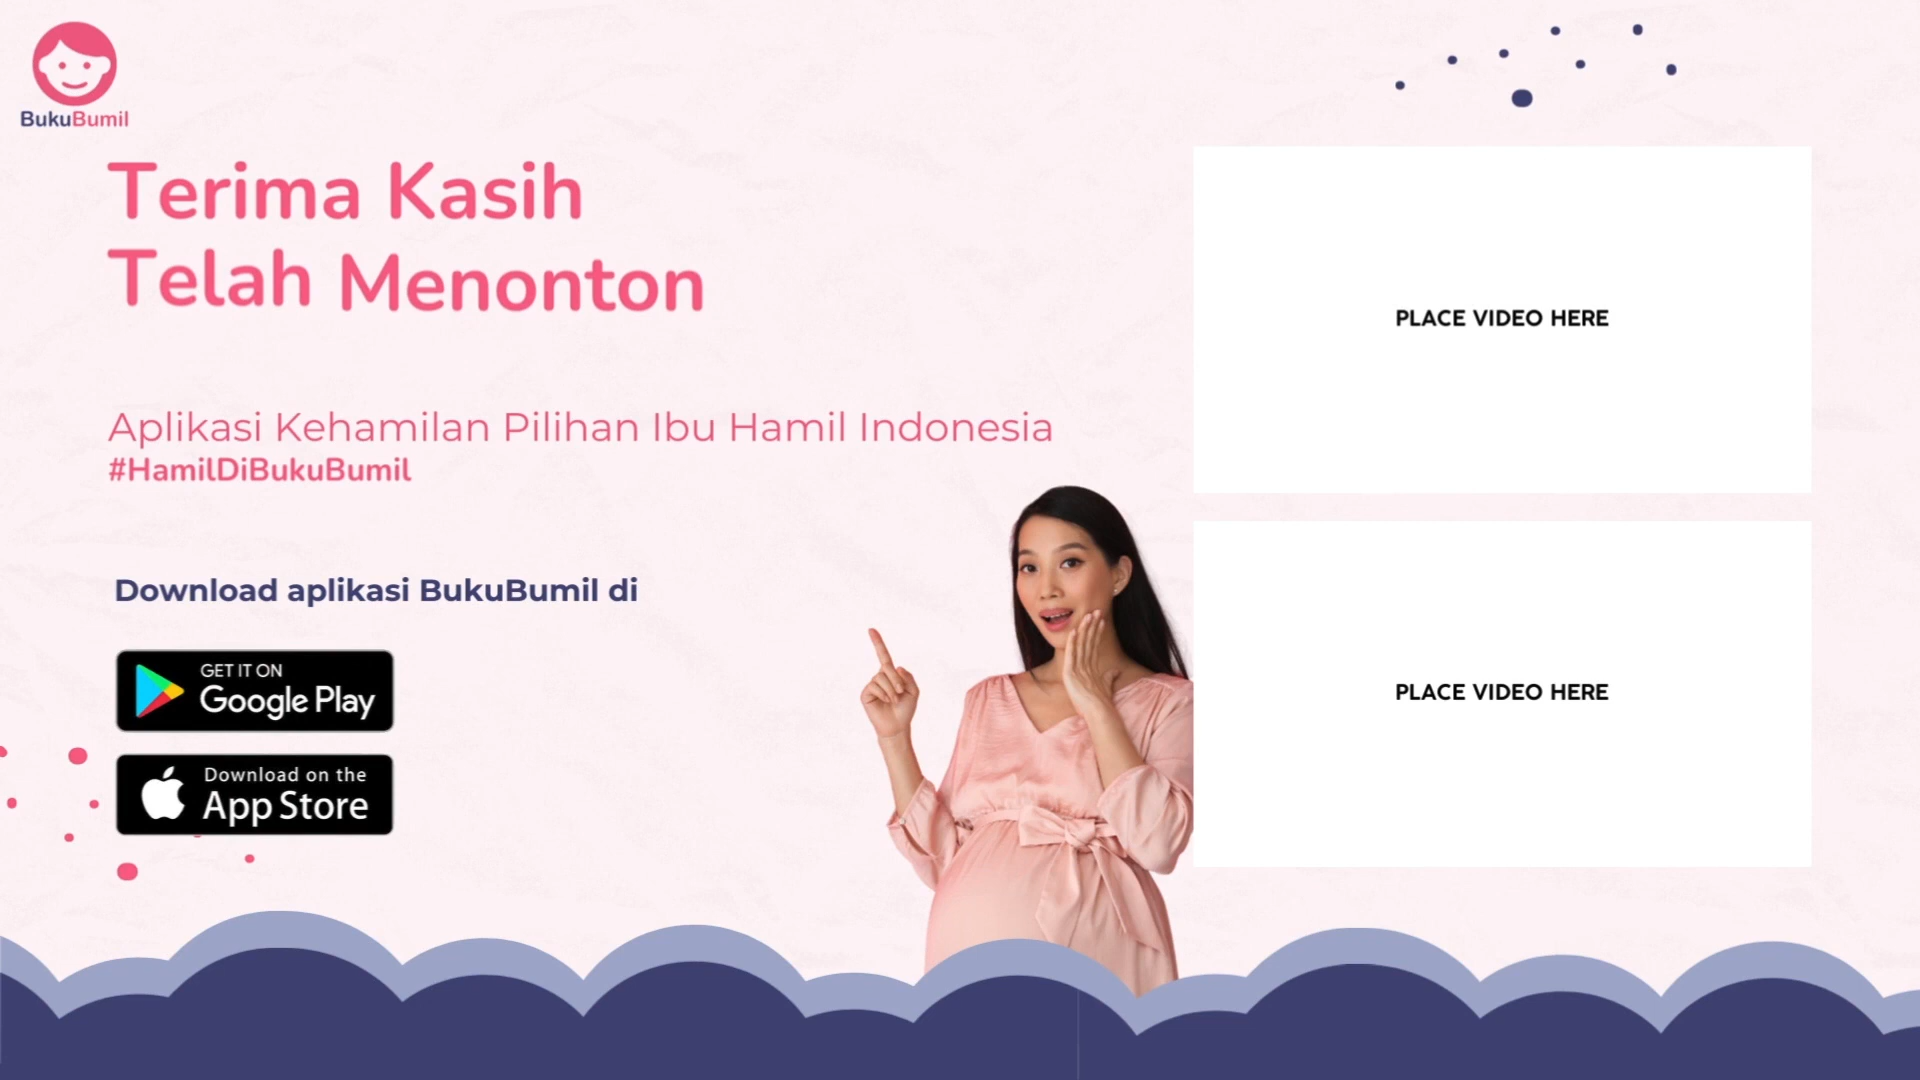 BukuBumil
Terima Kasih
Telah Menonton
Aplikasi Kehamilan Pilihan Ibu Hamil Indonesia
#HamilDiBukuBumil
Download aplikasi BukuBumil di
GET IT ON
Google Play
Download on the
App Store
PLACE VIDEO HERE
PLACE VIDEO HERE